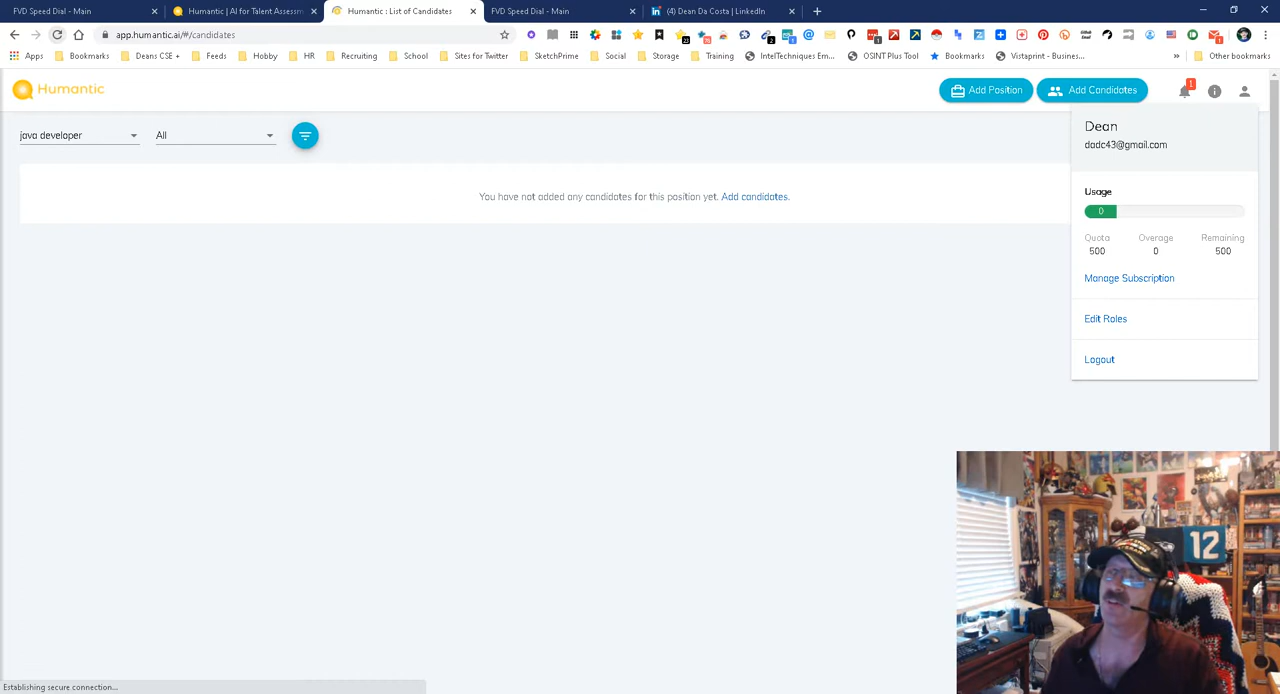 FVD Speed Dial - Main
Humantic | AI for Talent Assessm
Humantic : List of Candidates
FVD Speed Dial - Main
(4) Dean Da Costa | LinkedIn
app.humantic.ai/#/candidates
Apps
Bookmarks
Deans CSE +
Feeds
Hobby
HR
Recruiting
School
Sites for Twitter
SketchPrime
Social
Storage
Training
IntelTechniques Em...
OSINT Plus Tool
Bookmarks
Vistaprint - Busines...
»
Other bookmarks
Humantic
Add Position
Add Candidates
1
java developer
All
Dean
dadc43@gmail.com
You have not added any candidates for this position yet. Add candidates.
Usage
0
Quota Overage Remaining
500 0 500
Manage Subscription
Edit Roles
Logout
12
Establishing secure connection...